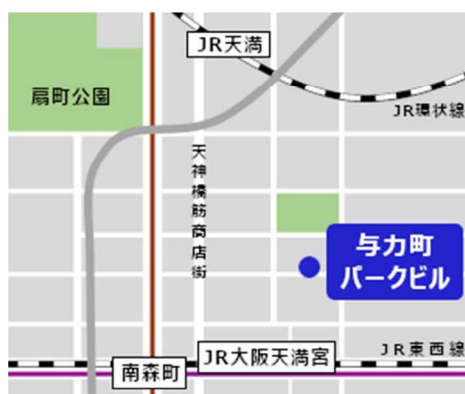 JR天満
扇町公園
JR環状線
天神橋筋商店街
与力町
パークビル
JR東西線
JR大阪天満宮
南森町